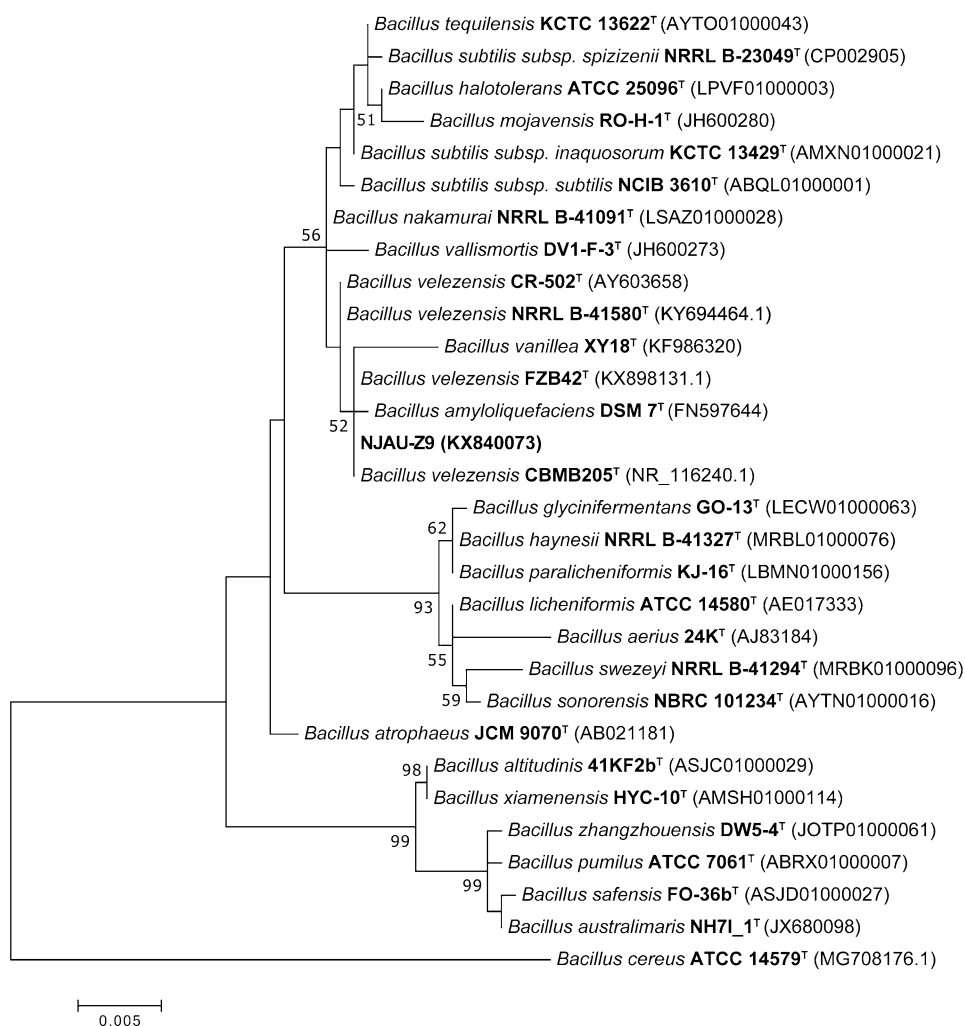 Bacillus tequilensis KCTC 13622ᵀ (AYTO01000043)
Bacillus subtilis subsp. spizizenii NRRL B-23049ᵀ (CP002905)
Bacillus halotolerans ATCC 25096ᵀ (LPVF01000003)
51
Bacillus mojavensis RO-H-1ᵀ (JH600280)
Bacillus subtilis subsp. inaquosorum KCTC 13429ᵀ (AMXN01000021)
Bacillus subtilis subsp. subtilis NCIB 3610ᵀ (ABQL01000001)
Bacillus nakamurai NRRL B-41091ᵀ (LSAZ01000028)
56
Bacillus vallismortis DV1-F-3ᵀ (JH600273)
Bacillus velezensis CR-502ᵀ (AY603658)
Bacillus velezensis NRRL B-41580ᵀ (KY694464.1)
Bacillus vanillea XY18ᵀ (KF986320)
Bacillus velezensis FZB42ᵀ (KX898131.1)
Bacillus amyloliquefaciens DSM 7ᵀ (FN597644)
52
NJAU-Z9 (KX840073)
Bacillus velezensis CBMB205ᵀ (NR_116240.1)
Bacillus glycinifermentans GO-13ᵀ (LECW01000063)
62
Bacillus haynesii NRRL B-41327ᵀ (MRBL01000076)
Bacillus paralicheniformis KJ-16ᵀ (LBMN01000156)
93
Bacillus licheniformis ATCC 14580ᵀ (AE017333)
Bacillus aerius 24Kᵀ (AJ83184)
55
Bacillus swezeyi NRRL B-41294ᵀ (MRBK01000096)
59
Bacillus sonorensis NBRC 101234ᵀ (AYTN01000016)
Bacillus atrophaeus JCM 9070ᵀ (AB021181)
98
Bacillus altitudinis 41KF2bᵀ (ASJC01000029)
Bacillus xiamenensis HYC-10ᵀ (AMSH01000114)
99
Bacillus zhangzhouensis DW5-4ᵀ (JOTP01000061)
Bacillus pumilus ATCC 7061ᵀ (ABRX01000007)
99
Bacillus safensis FO-36bᵀ (ASJD01000027)
Bacillus australimaris NH7I_1ᵀ (JX680098)
Bacillus cereus ATCC 14579ᵀ (MG708176.1)
0.005